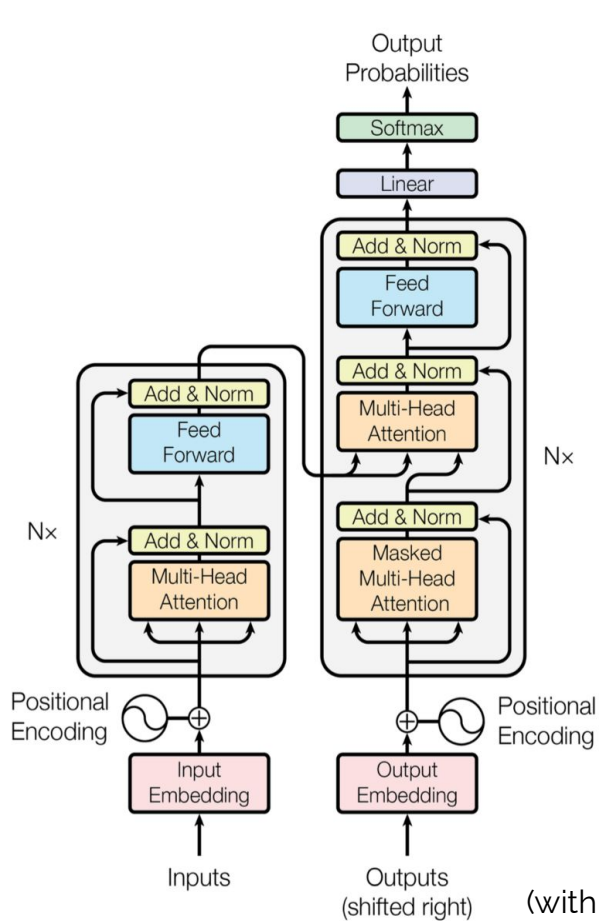 Output
Probabilities
Softmax
Linear
Add & Norm
Feed
Forward
Add & Norm
Multi-Head
Attention
Nx
Add & Norm
Masked
Multi-Head
Attention
Add & Norm
Feed
Forward
Nx
Add & Norm
Multi-Head
Attention
Positional
Encoding
Positional
Encoding
Input
Embedding
Output
Embedding
Inputs
Outputs
(shifted right)
(with